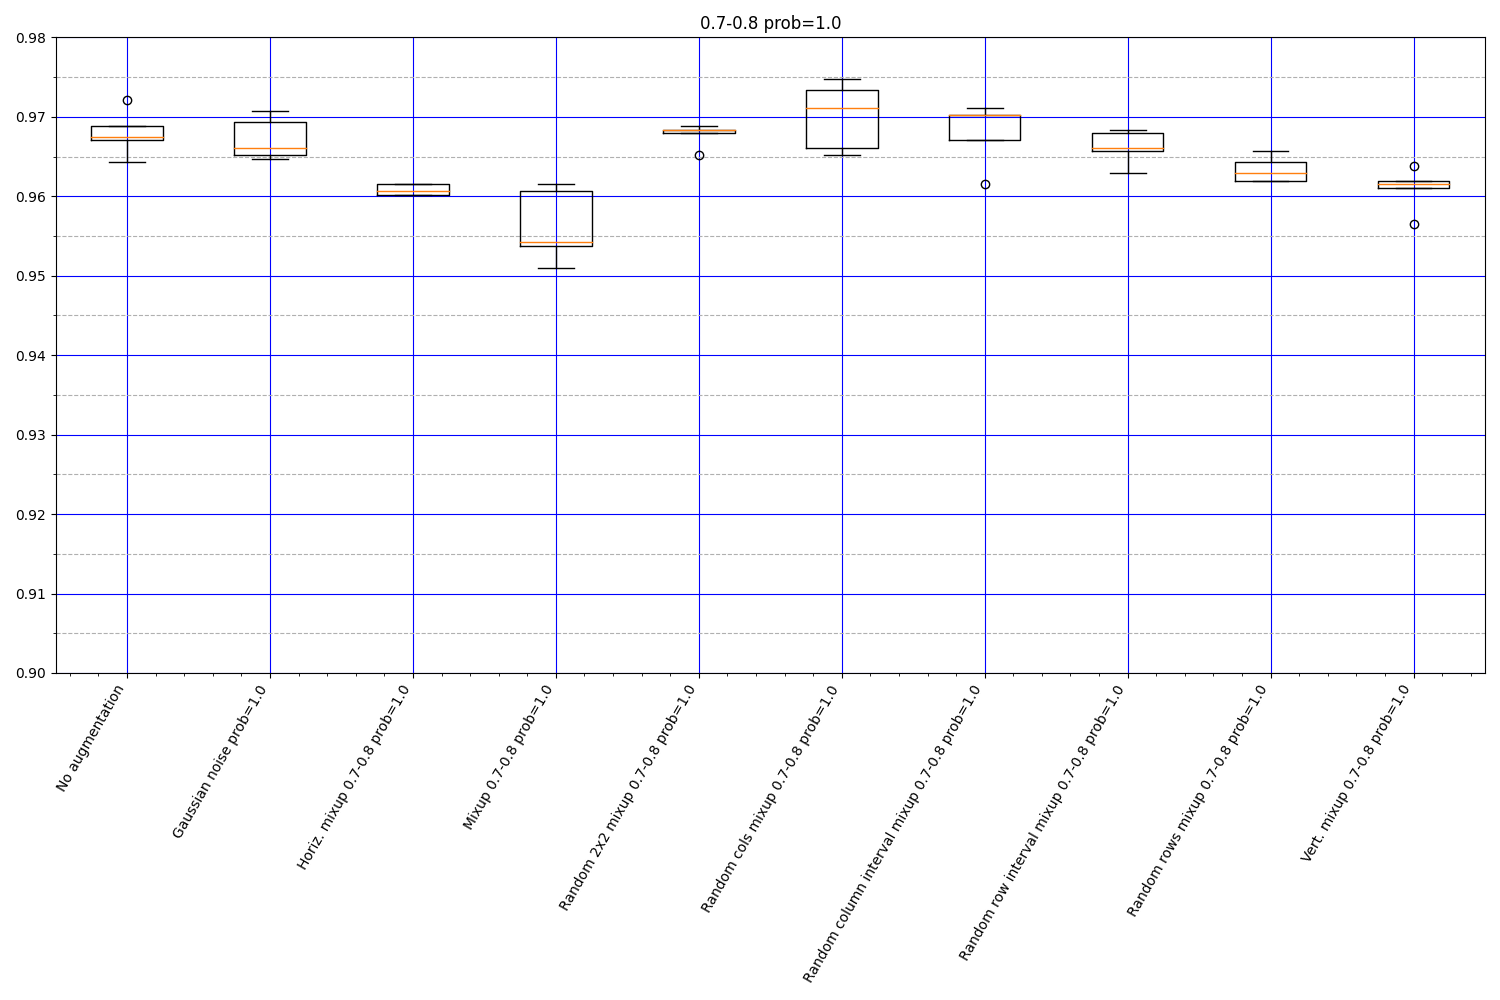 0.7-0.8 prob=1.0
0.98
0.97
0.96
0.95
0.94
0.93
0.92
0.91
0.90
No augmentation
Gaussian noise prob=1.0
Horiz. mixup 0.7-0.8 prob=1.0
Mixup 0.7-0.8 prob=1.0
Random 2x2 mixup 0.7-0.8 prob=1.0
Random cols mixup 0.7-0.8 prob=1.0
Random column interval mixup 0.7-0.8 prob=1.0
Random row interval mixup 0.7-0.8 prob=1.0
Random rows mixup 0.7-0.8 prob=1.0
Vert. mixup 0.7-0.8 prob=1.0